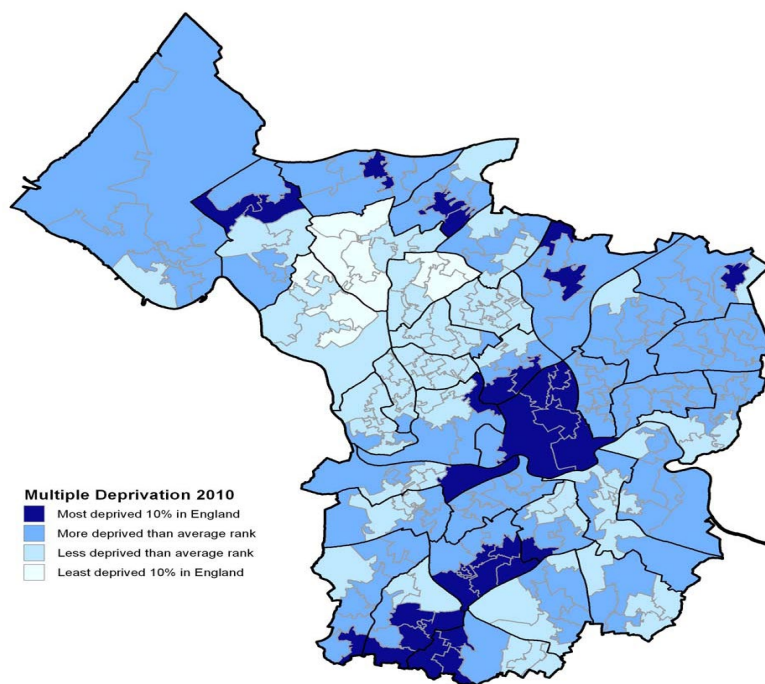 Multiple Deprivation 2010
Most deprived 10% in England
More deprived than average rank
Less deprived than average rank
Least deprived 10% in England